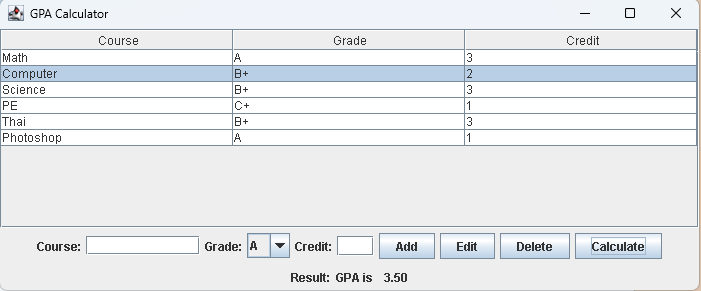 GPA Calculator
Course Grade Credit
Math A 3
Computer B+ 2
Science B+ 3
PE C+ 1
Thai B+ 3
Photoshop A 1
Course: Grade: A Credit: Add Edit Delete Calculate
Result: GPA is 3.50